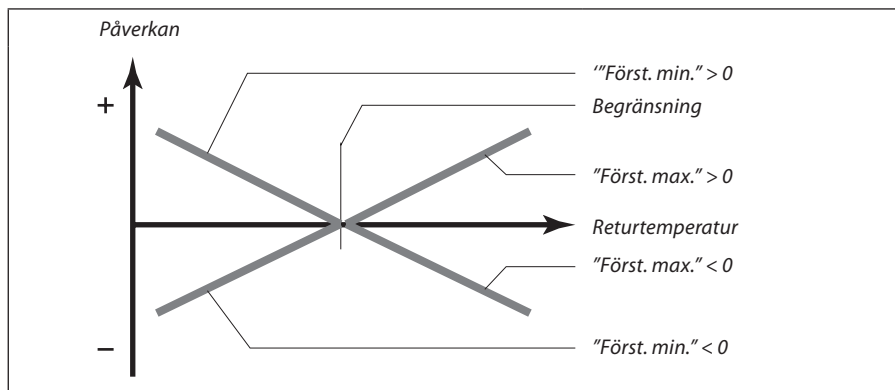 Påverkan
‘”Först. min.” > 0
+
Begränsning
”Först. max.” > 0
Returtemperatur
”Först. max.” < 0
–
”Först. min.” < 0